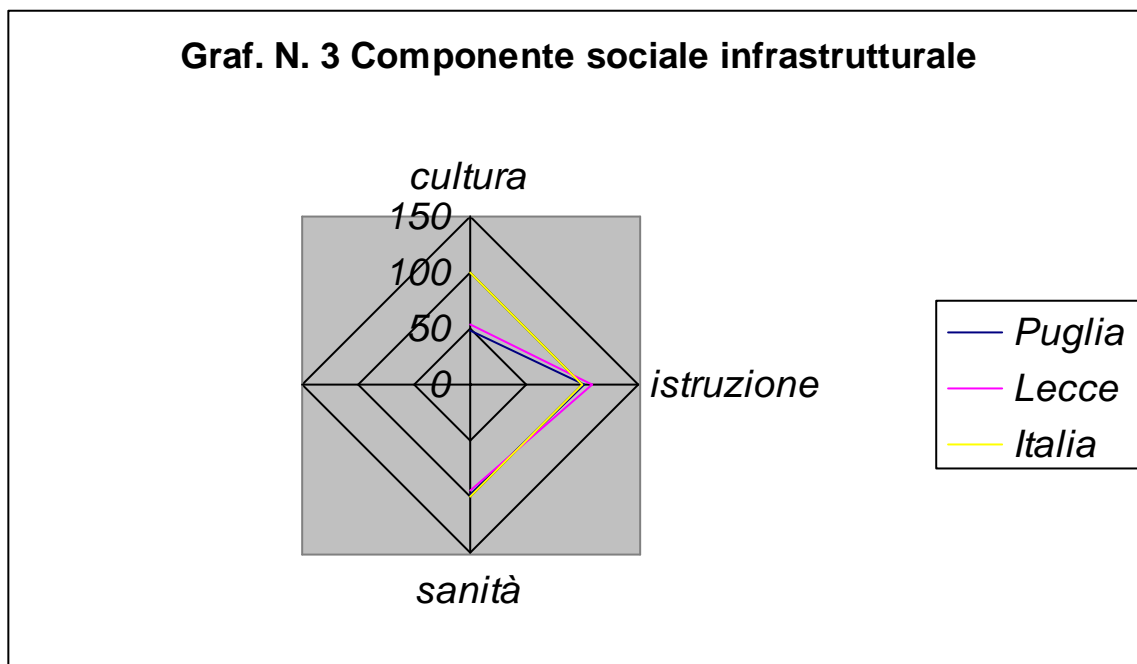 Graf. N. 3 Componente sociale infrastrutturale
cultura
150
100
50
0
istruzione
sanità
Puglia
Lecce
Italia